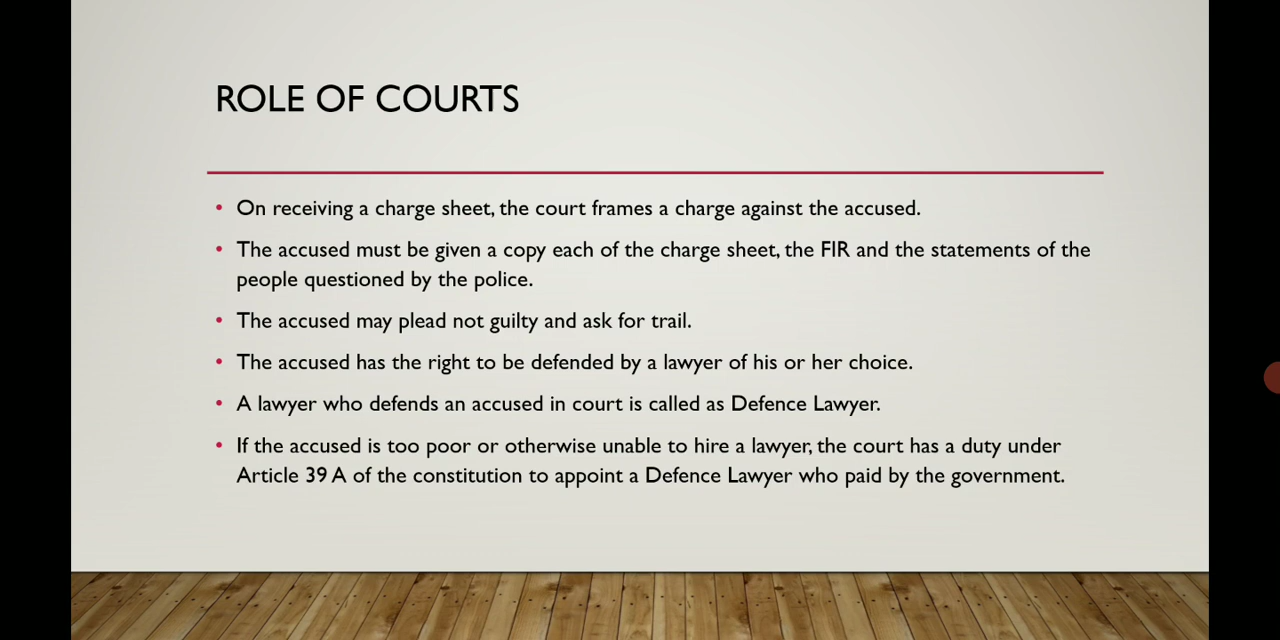 ROLE OF COURTS
• On receiving a charge sheet, the court frames a charge against the accused.
• The accused must be given a copy each of the charge sheet, the FIR and the statements of the
people questioned by the police.
• The accused may plead not guilty and ask for trail.
• The accused has the right to be defended by a lawyer of his or her choice.
• A lawyer who defends an accused in court is called as Defence Lawyer.
• If the accused is too poor or otherwise unable to hire a lawyer, the court has a duty under
Article 39 A of the constitution to appoint a Defence Lawyer who paid by the government.